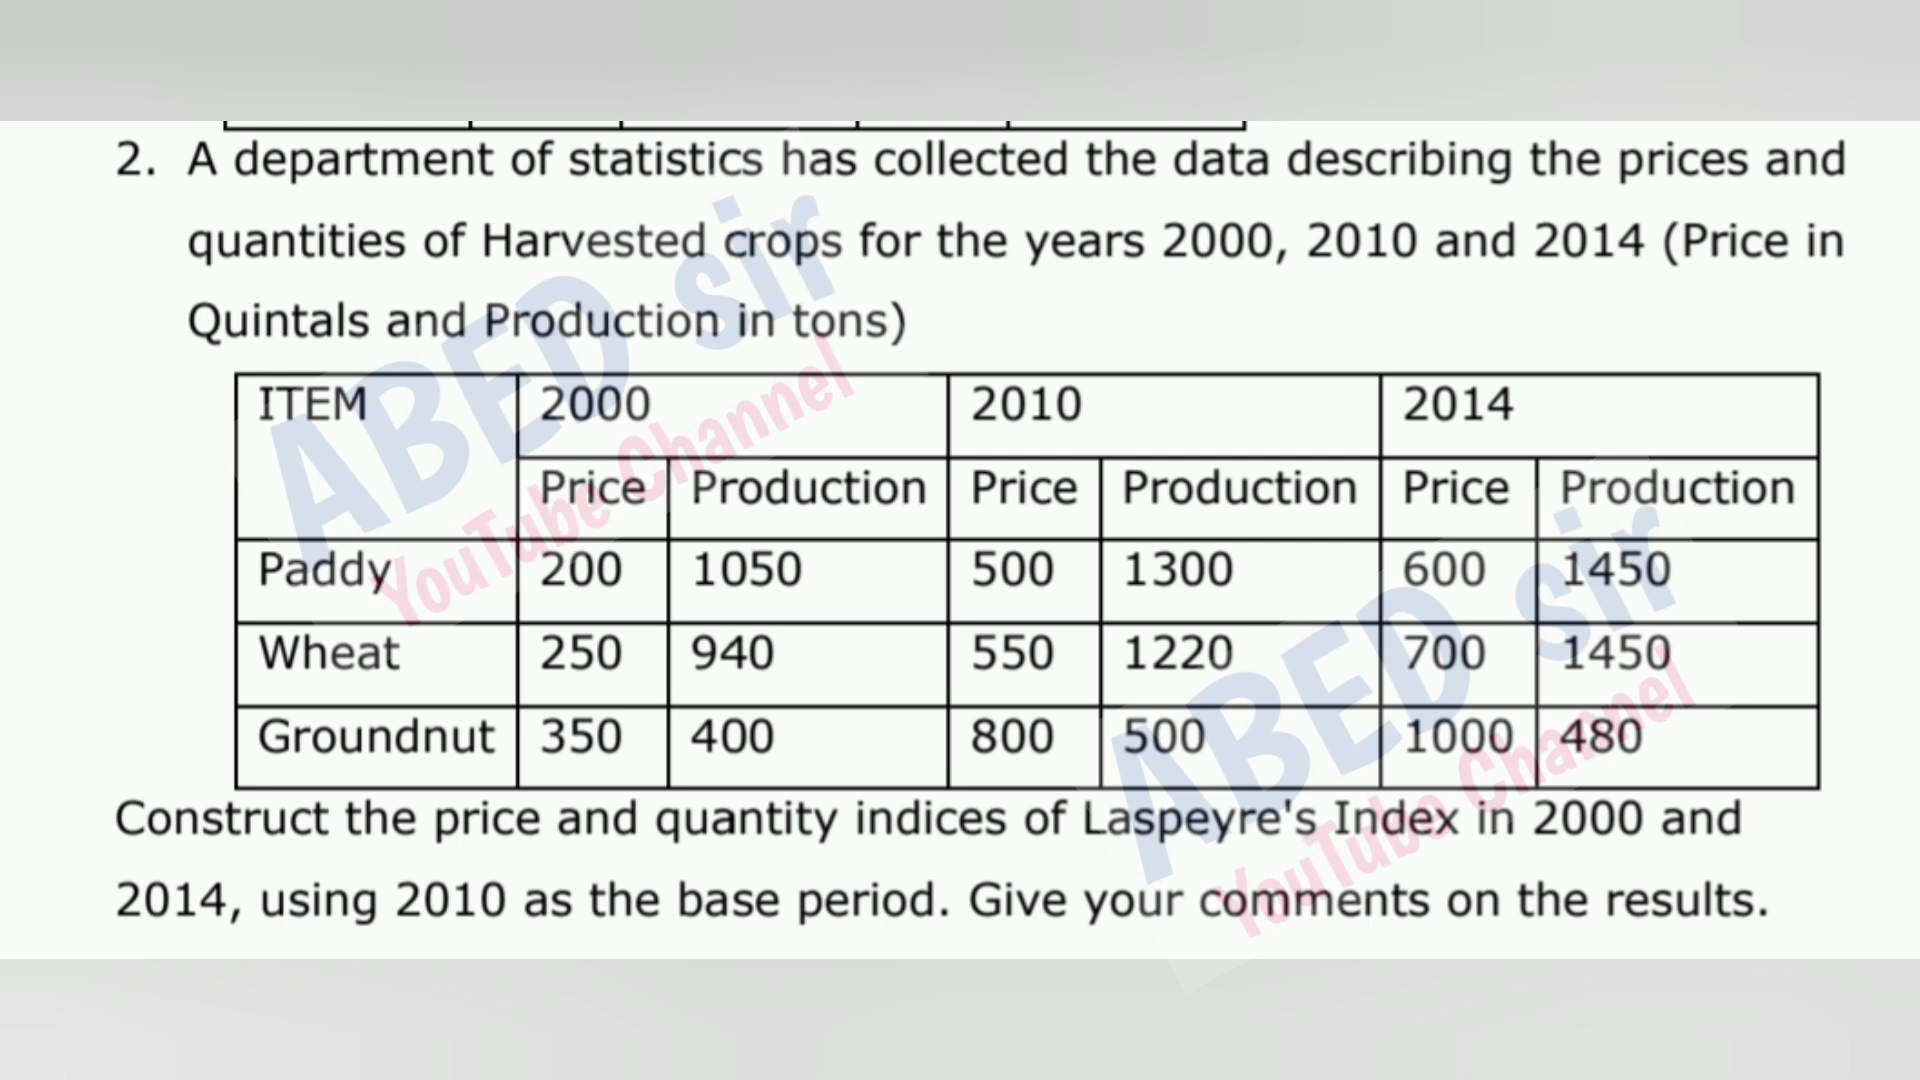 2. A department of statistics has collected the data describing the prices and
quantities of Harvested crops for the years 2000, 2010 and 2014 (Price in
Quintals and Production in tons)
ITEM 2000 2010 2014
Price Production Price Production Price Production
Paddy 200 1050 500 1300 600 1450
Wheat 250 940 550 1220 700 1450
Groundnut 350 400 800 500 1000 480
Construct the price and quantity indices of Laspeyre's Index in 2000 and
2014, using 2010 as the base period. Give your comments on the results.
ABED sir
YouTube Channel
ABED sir
YouTube Channel